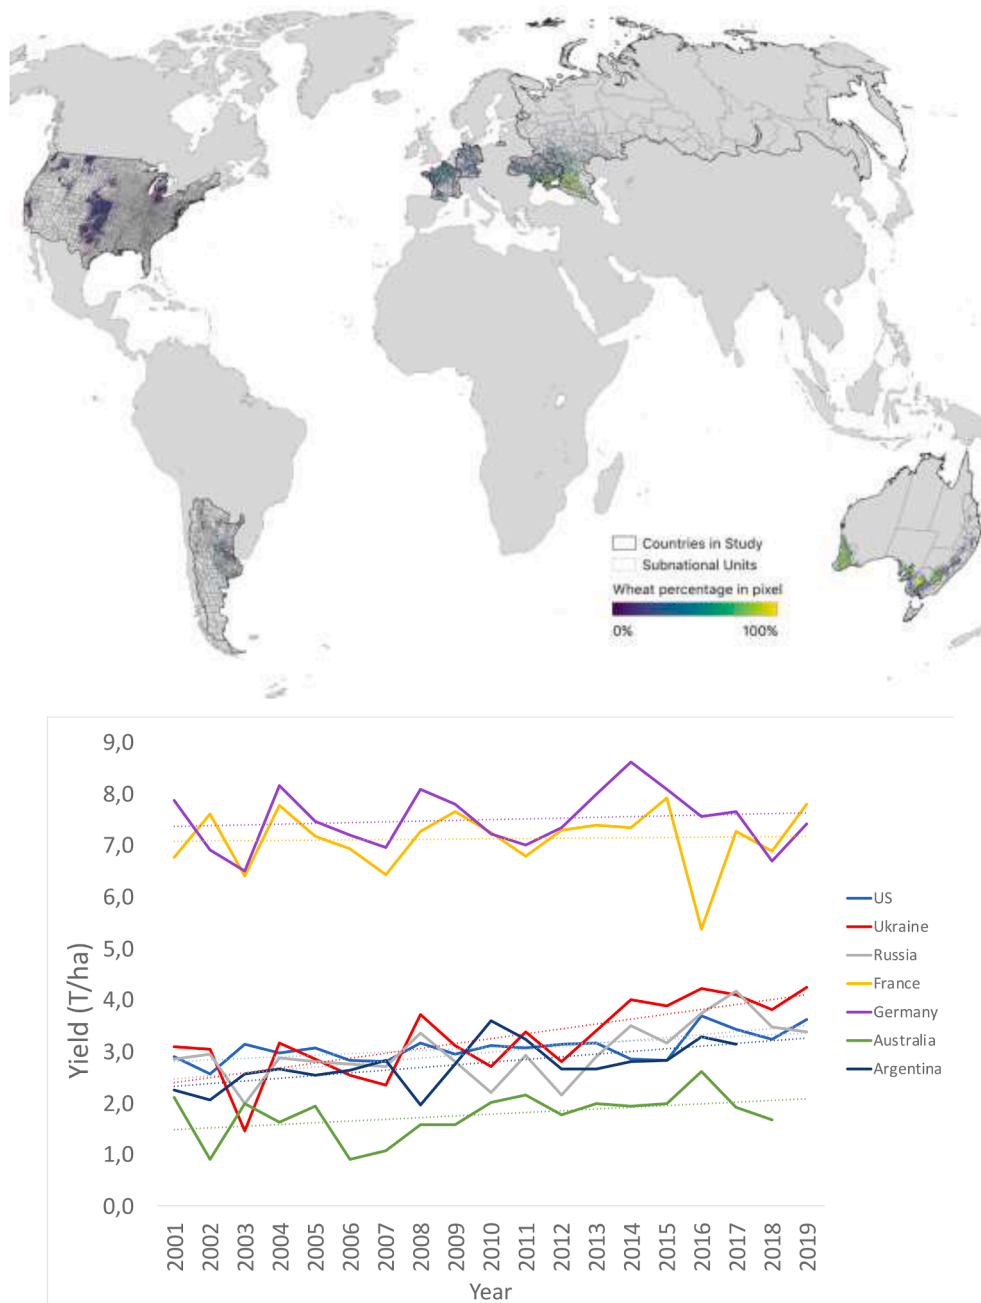 Countries in Study
Subnational Units
Wheat percentage in pixel
0% 100%
9,0
8,0
7,0
6,0
5,0
4,0
3,0
2,0
1,0
0,0
Yield (T/ha)
2001 2002 2003 2004 2005 2006 2007 2008 2009 2010 2011 2012 2013 2014 2015 2016 2017 2018 2019
Year
US
Ukraine
Russia
France
Germany
Australia
Argentina